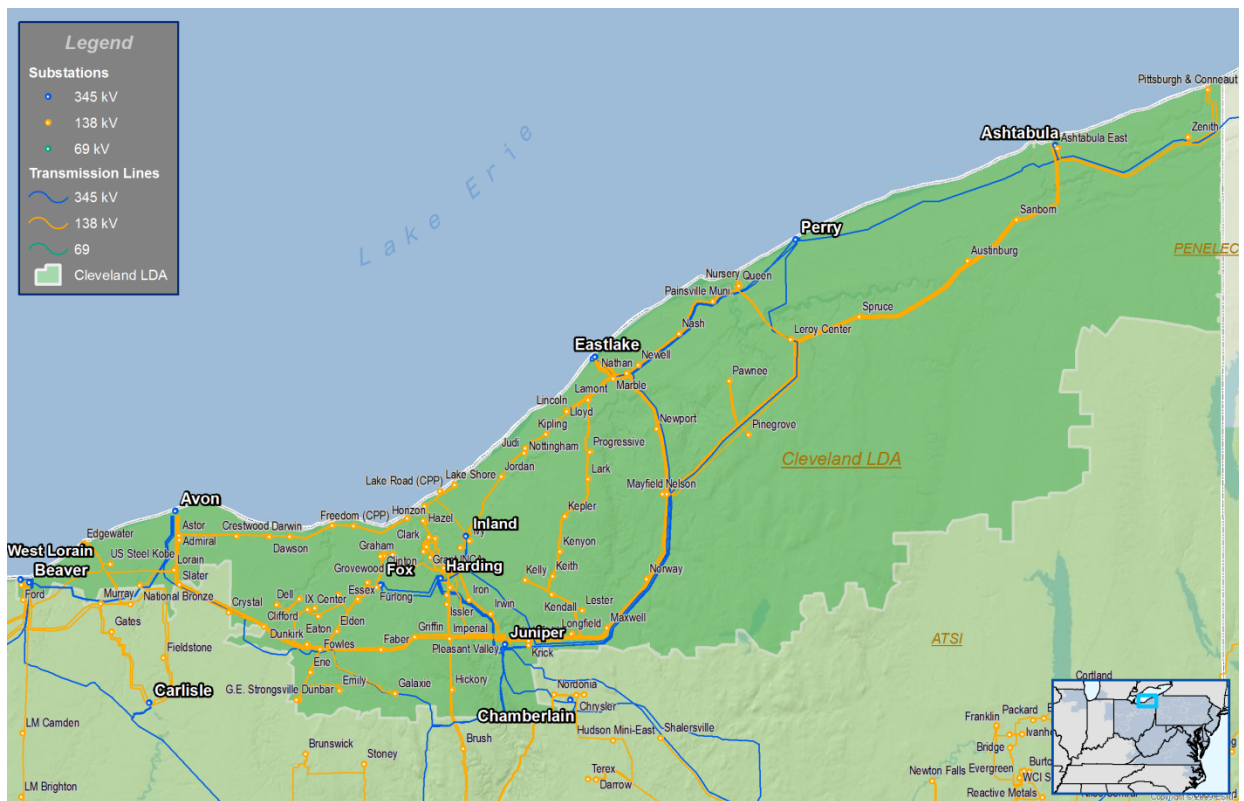 Legend
Substations
345 kV
138 kV
69 kV
Transmission Lines
345 kV
138 kV
69
Cleveland LDA
Lake Erie
Pittsburgh & Conneaut
Zenith
Ashtabula
Ashtabula East
Sanborn
Austinburg
PENELEC
Perry
Nursery Queen
Painsville Muni
Spruce
Leroy Center
Nash
Eastlake
Nathan
Newell
Marble
Pawnee
Lamont
Lincoln
Lloyd
Newport
Pinegrove
Kipling
Progressive
Judi
Nottingham
Cleveland LDA
Jordan
Lark
Lake Shore
Lake Road (CPP)
Mayfield Nelson
Avon
Horizon
Kepler
Freedom (CPP)
Hazel
Inland
Astor
Crestwood Darwin
Admiral
Dawson
Clark
Ivy
Edgewater
Graham
Kenyon
West Lorain
US Steel Kobe
Lorain
Clinton
Grant
Grovewood
Fox
Harding
Beaver
Slater
Kelly
Keith
Norway
Ford
Murray
National Bronze
Essex
Furlong
Iron
Dell
IX Center
Crystal
Clifford
Issler
Irwin
Kendall
Lester
Gates
Elden
Griffin
Imperial
Juniper
Longfield
Maxwell
Dunkirk
Eaton
Fowles
Faber
Pleasant Valley
Krick
ATSI
Fieldstone
Erie
Emily
Carlisle
G.E. Strongsville Dunbar
Galaxie
Hickory
Nordonia
Chrysler
Cortland
LM Camden
Chamberlain
Hudson Mini-East
Shalersville
Franklin
Packard
Brunswick
Stoney
Brush
Bridge
Terex
Darrow
Newton Falls
Evergreen
LM Brighton
Reactive Metals